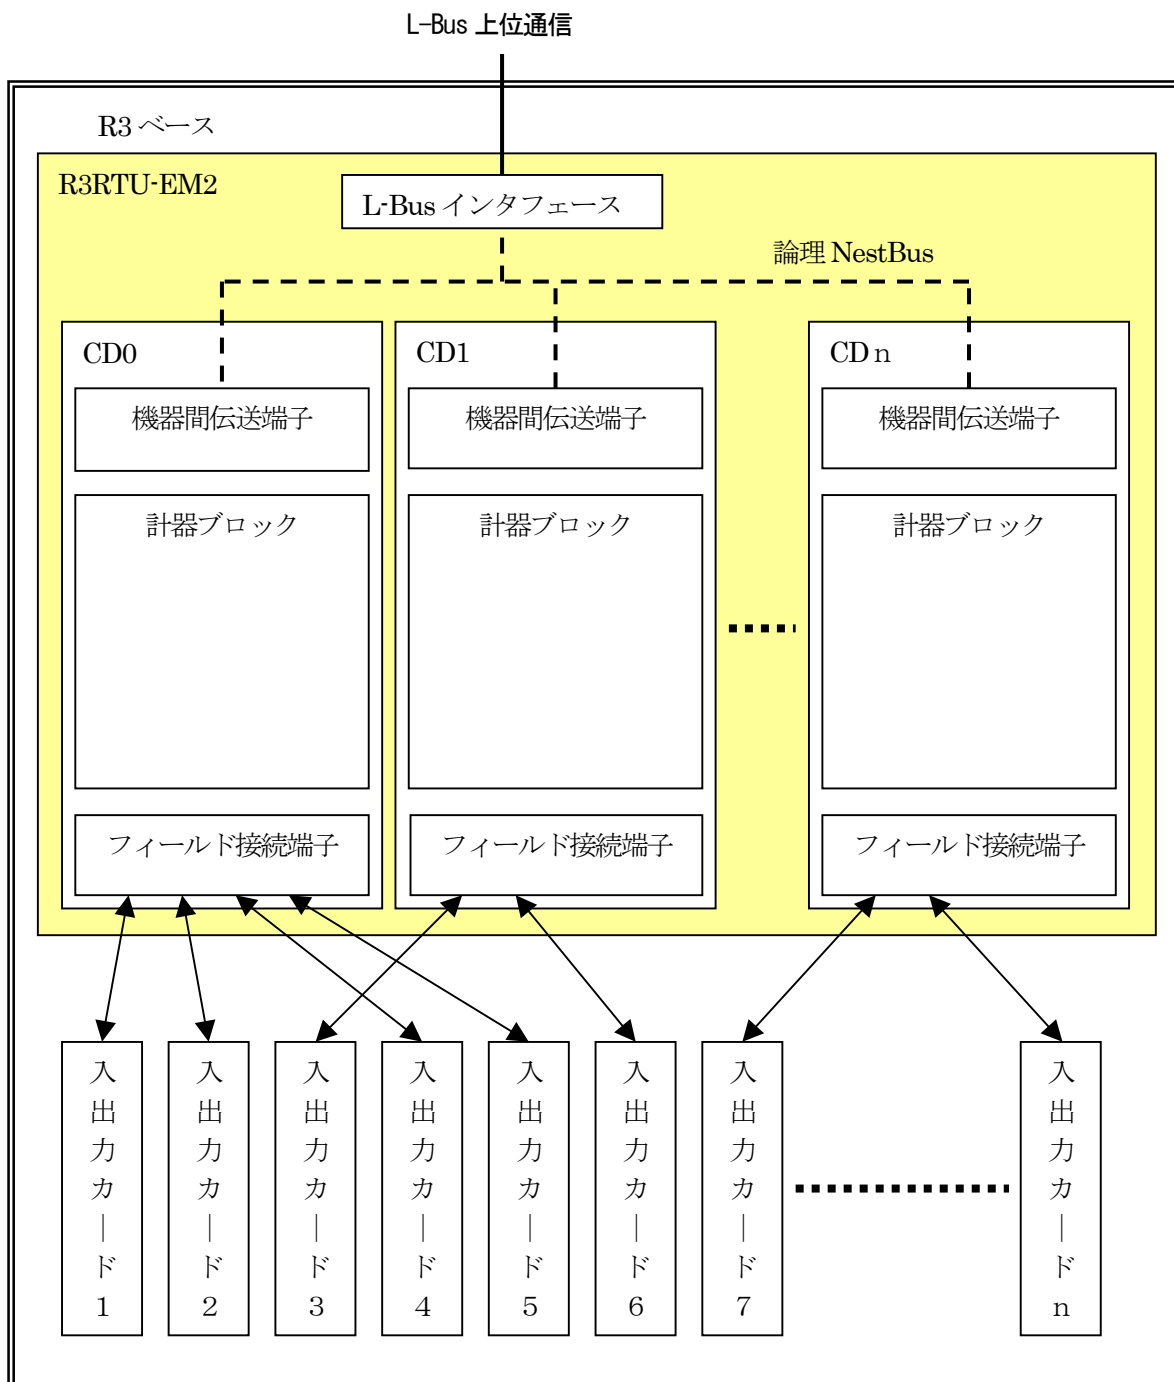 L-Bus 上位通信
R3 ベース
R3RTU-EM2
L-Bus インタフェース
論理 NestBus
CD0
CD1
CDｎ
機器間伝送端子
機器間伝送端子
機器間伝送端子
計器ブロック
計器ブロック
計器ブロック
フィールド接続端子
フィールド接続端子
フィールド接続端子
入出力カード１
入出力カード２
入出力カード３
入出力カード４
入出力カード５
入出力カード６
入出力カード７
入出力カードｎ